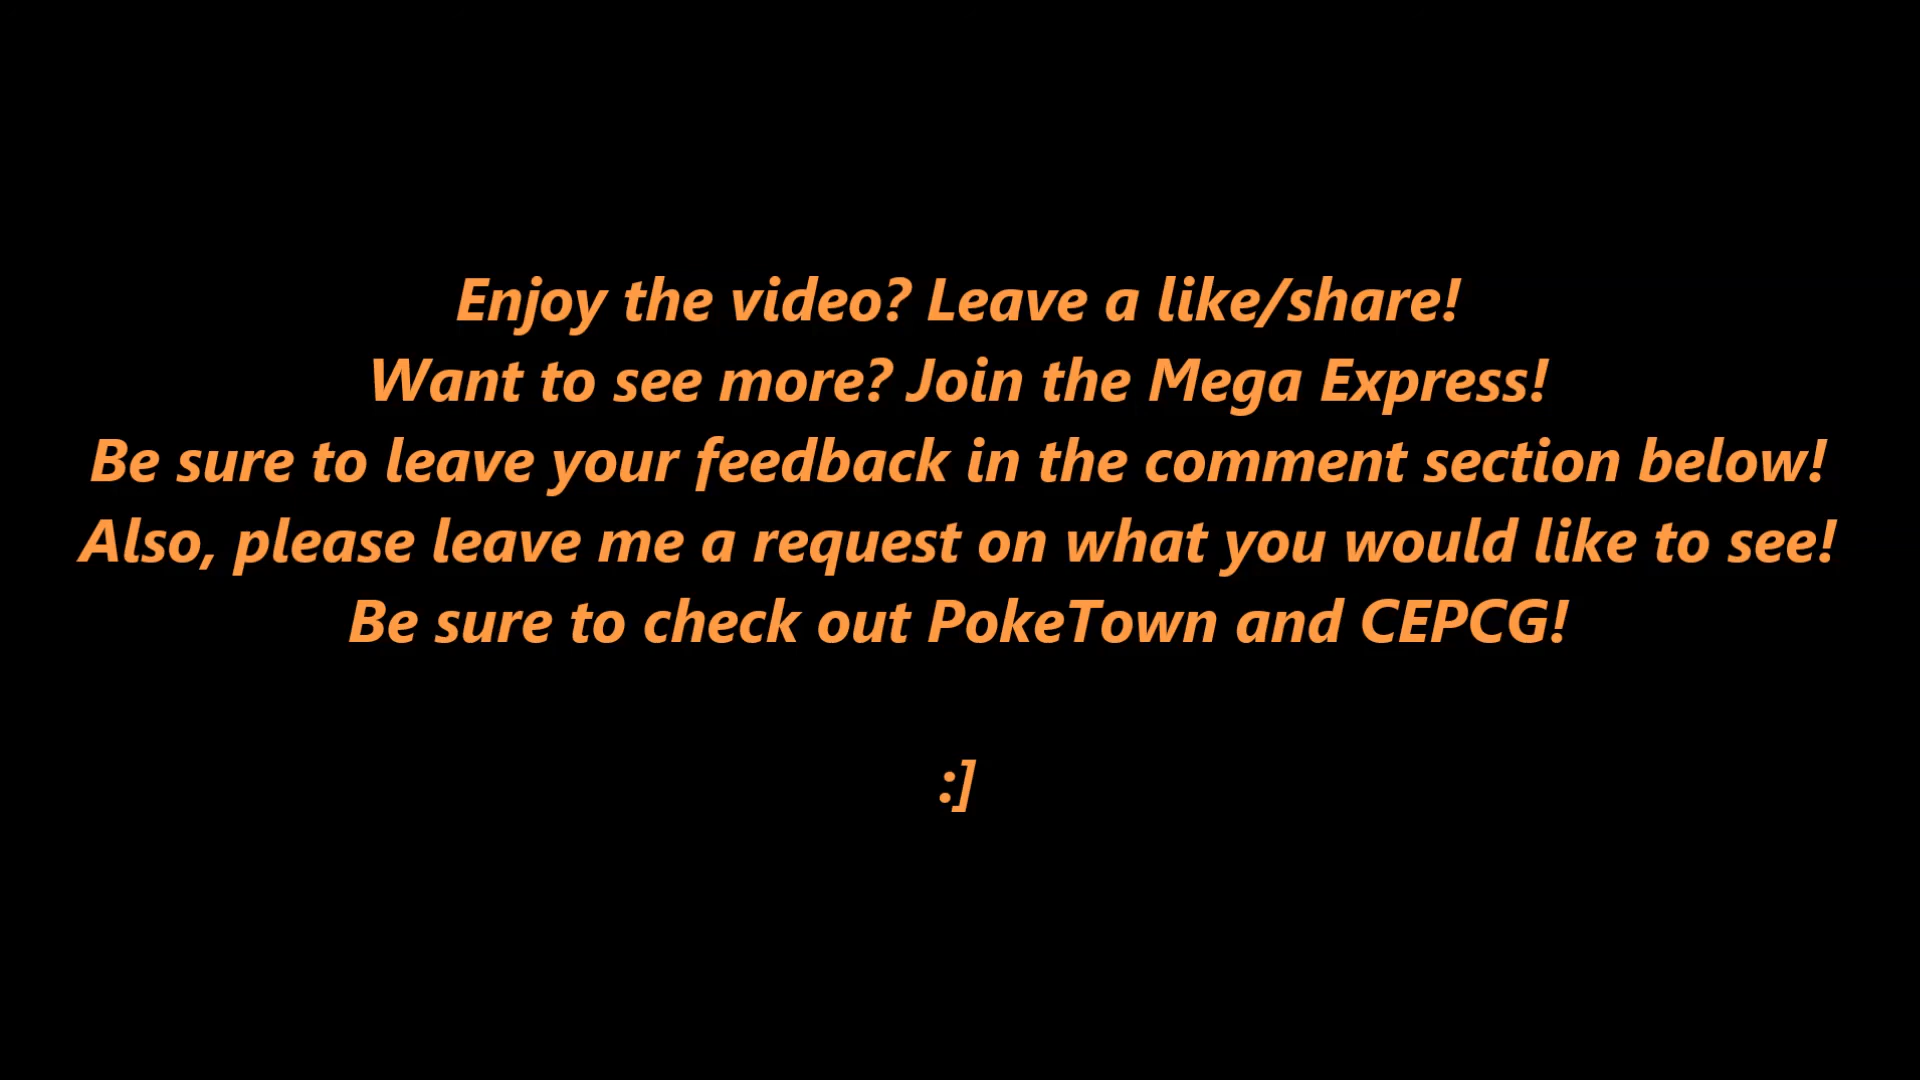 Enjoy the video? Leave a like/share!
Want to see more? Join the Mega Express!
Be sure to leave your feedback in the comment section below!
Also, please leave me a request on what you would like to see!
Be sure to check out PokeTown and CEPCG!
:]